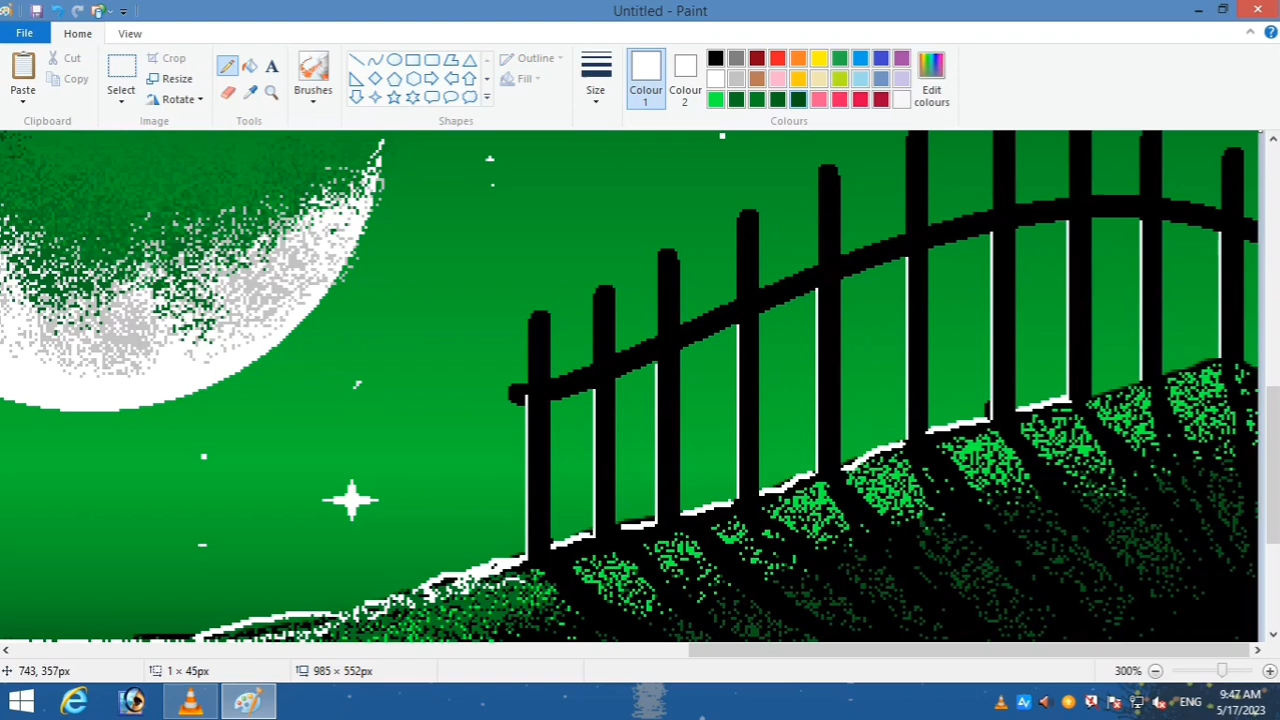 Untitled - Paint
File
Home
View
Paste
Cut
Copy
Clipboard
Select
Crop
Resize
Rotate
Image
A
Tools
Brushes
Shapes
Outline
Fill
Size
Colour 1
Colour 2
Edit colours
Colours
743, 357px
1 × 45px
985 × 552px
300%
ENG
9:47 AM
5/17/2023